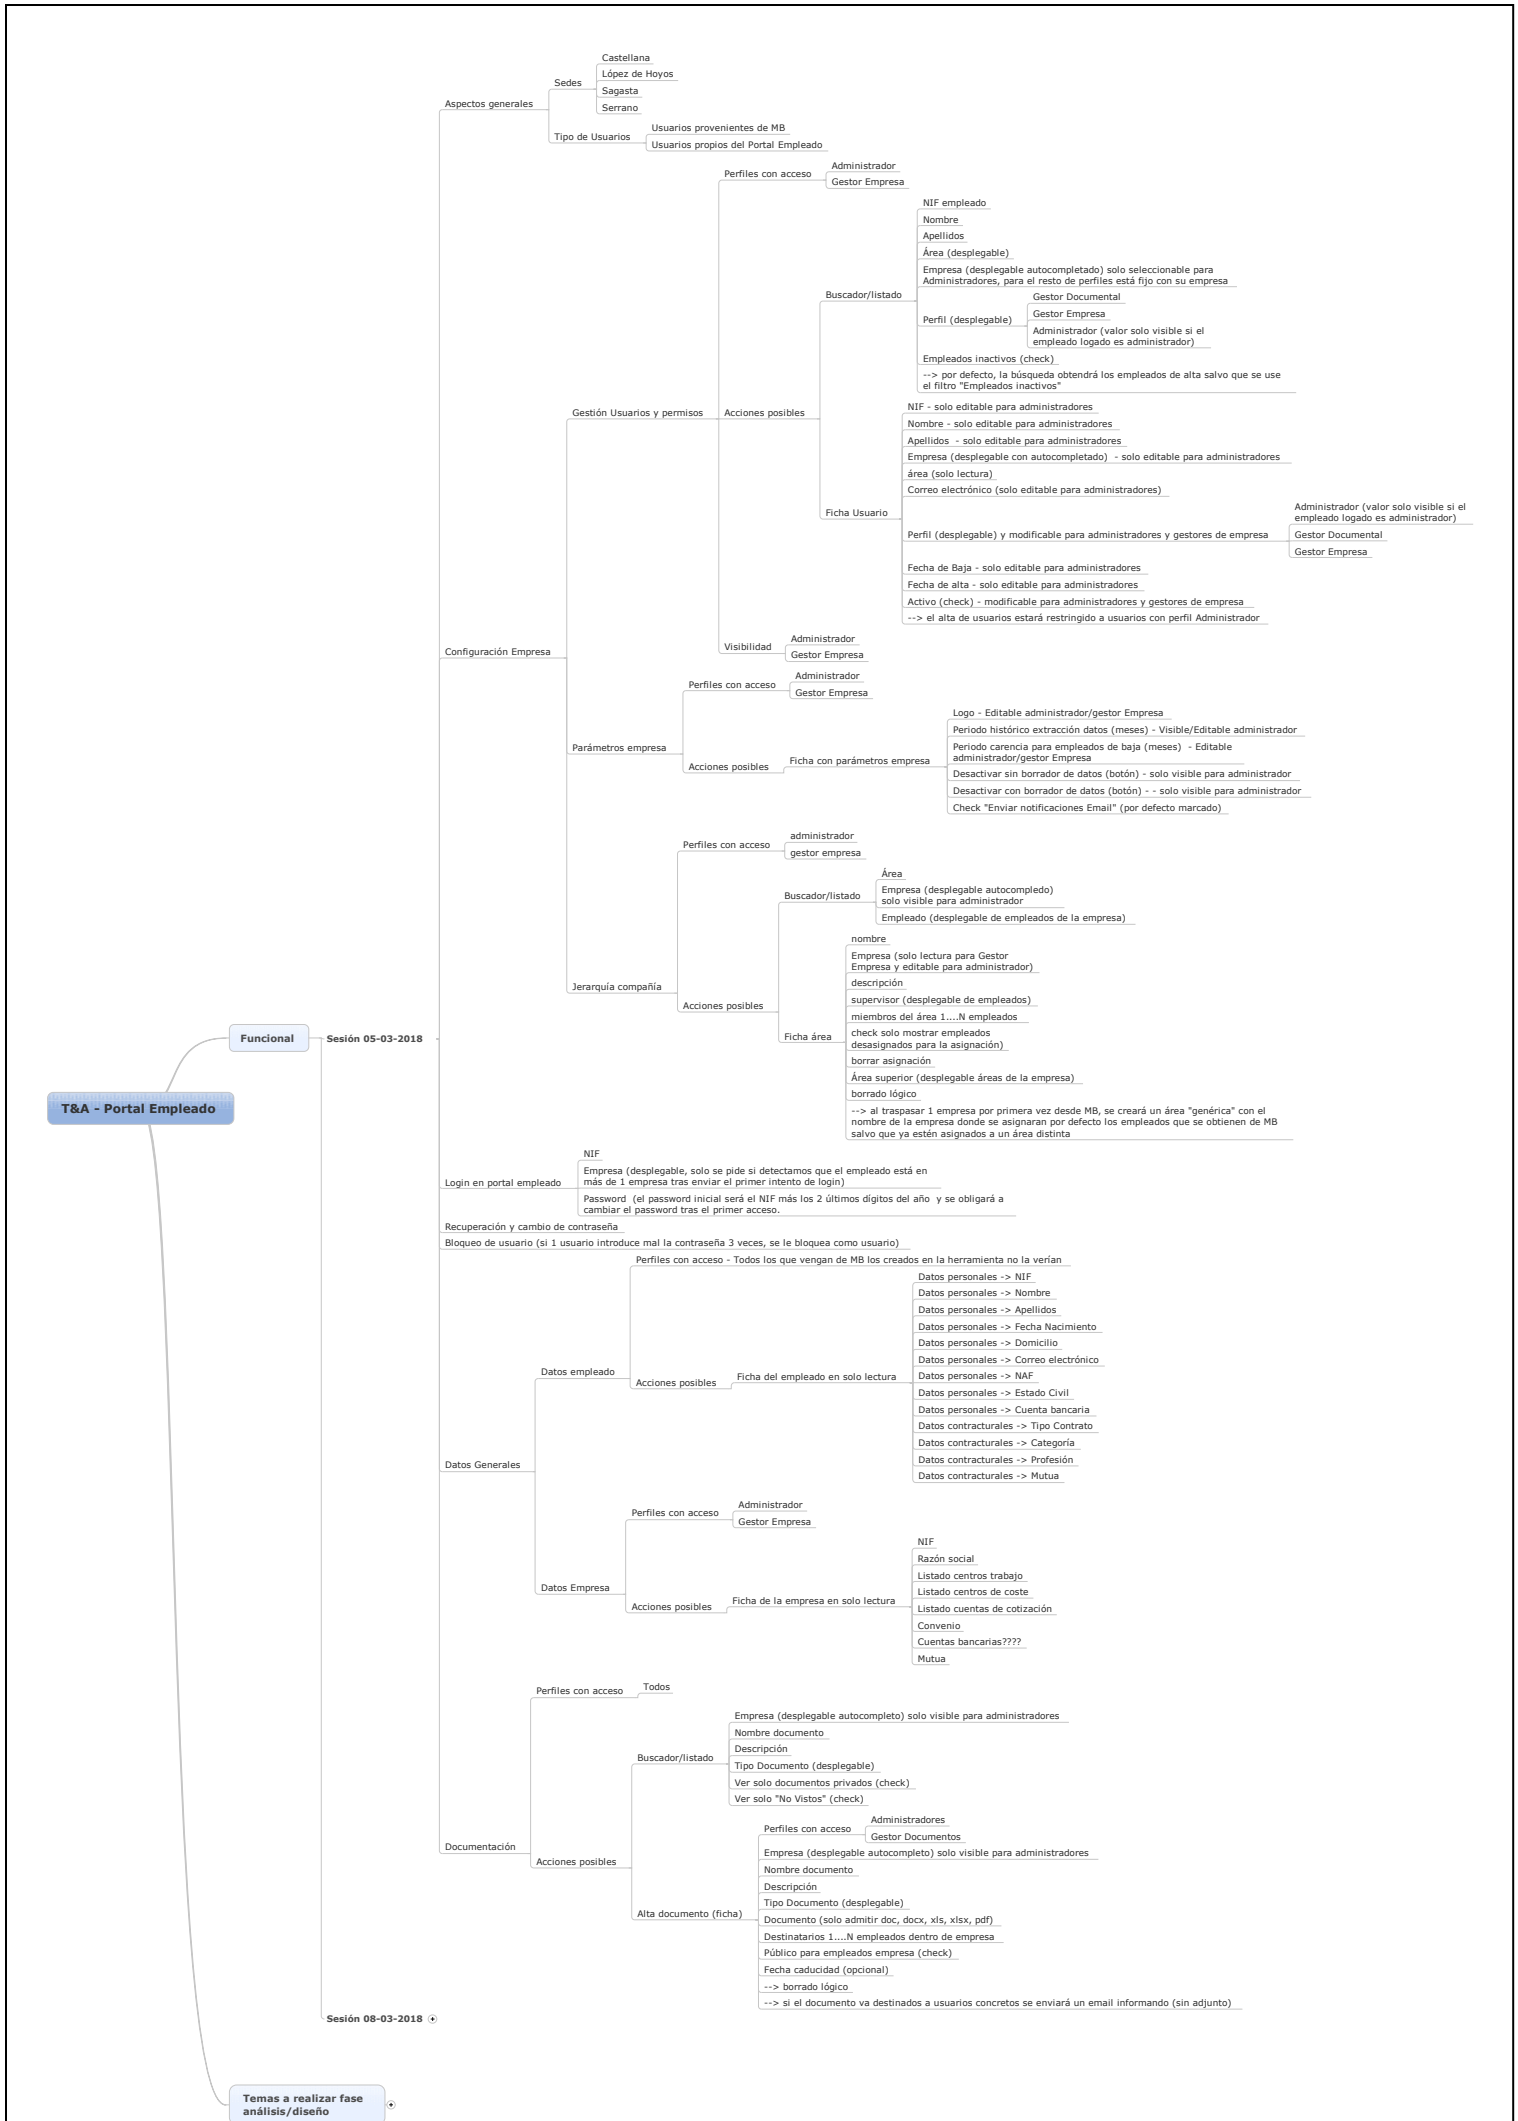 Castellana
López de Hoyos
Sedes
Sagasta
Aspectos generales
Serrano
Usuarios provenientes de MB
Tipo de Usuarios
Usuarios propios del Portal Empleado
Administrador
Perfiles con acceso
Gestor Empresa
NIF empleado
Nombre
Apellidos
Área (desplegable)
Empresa (desplegable autocompletado) solo seleccionable para
Administradores, para el resto de perfiles está fijo con su empresa
Buscador/listado
Gestor Documental
Gestor Empresa
Perfil (desplegable)
Administrador (valor solo visible si el
empleado logado es administrador)
Empleados inactivos (check)
--> por defecto, la búsqueda obtendrá los empleados de alta salvo que se use
el filtro "Empleados inactivos"
Gestión Usuarios y permisos
Acciones posibles
NIF - solo editable para administradores
Nombre - solo editable para administradores
Apellidos  - solo editable para administradores
Empresa (desplegable con autocompletado)  - solo editable para administradores
área (solo lectura)
Correo electrónico (solo editable para administradores)
Ficha Usuario
Administrador (valor solo visible si el
empleado logado es administrador)
Perfil (desplegable) y modificable para administradores y gestores de empresa
Gestor Documental
Gestor Empresa
Fecha de Baja - solo editable para administradores
Fecha de alta - solo editable para administradores
Activo (check) - modificable para administradores y gestores de empresa
--> el alta de usuarios estará restringido a usuarios con perfil Administrador
Administrador
Visibilidad
Gestor Empresa
Configuración Empresa
Administrador
Perfiles con acceso
Gestor Empresa
Parámetros empresa
Logo - Editable administrador/gestor Empresa
Periodo histórico extracción datos (meses) - Visible/Editable administrador
Periodo carencia para empleados de baja (meses)  - Editable
administrador/gestor Empresa
Acciones posibles
Ficha con parámetros empresa
Desactivar sin borrador de datos (botón) - solo visible para administrador
Desactivar con borrador de datos (botón) - - solo visible para administrador
Check "Enviar notificaciones Email" (por defecto marcado)
administrador
Perfiles con acceso
gestor empresa
Área
Buscador/listado
Empresa (desplegable autocompledo)
solo visible para administrador
Empleado (desplegable de empleados de la empresa)
Jerarquía compañía
Acciones posibles
nombre
Empresa (solo lectura para Gestor
Empresa y editable para administrador)
descripción
supervisor (desplegable de empleados)
miembros del área 1....N empleados
Ficha área
check solo mostrar empleados
desasignados para la asignación)
borrar asignación
Área superior (desplegable áreas de la empresa)
borrado lógico
--> al traspasar 1 empresa por primera vez desde MB, se creará un área "genérica" con el
nombre de la empresa donde se asignaran por defecto los empleados que se obtienen de MB
salvo que ya estén asignados a un área distinta
Funcional
Sesión 05-03-2018
T&A - Portal Empleado
NIF
Login en portal empleado
Empresa (desplegable, solo se pide si detectamos que el empleado está en
más de 1 empresa tras enviar el primer intento de login)
Password  (el password inicial será el NIF más los 2 últimos dígitos del año  y se obligará a
cambiar el password tras el primer acceso.
Recuperación y cambio de contraseña
Bloqueo de usuario (si 1 usuario introduce mal la contraseña 3 veces, se le bloquea como usuario)
Perfiles con acceso - Todos los que vengan de MB los creados en la herramienta no la verían
Datos empleado
Acciones posibles
Ficha del empleado en solo lectura
Datos personales -> NIF
Datos personales -> Nombre
Datos personales -> Apellidos
Datos personales -> Fecha Nacimiento
Datos personales -> Domicilio
Datos personales -> Correo electrónico
Datos personales -> NAF
Datos personales -> Estado Civil
Datos personales -> Cuenta bancaria
Datos contracturales -> Tipo Contrato
Datos contracturales -> Categoría
Datos contracturales -> Profesión
Datos contracturales -> Mutua
Datos Generales
Administrador
Perfiles con acceso
Gestor Empresa
Datos Empresa
Acciones posibles
Ficha de la empresa en solo lectura
NIF
Razón social
Listado centros trabajo
Listado centros de coste
Listado cuentas de cotización
Convenio
Cuentas bancarias????
Mutua
Perfiles con acceso
Todos
Empresa (desplegable autocompleto) solo visible para administradores
Nombre documento
Descripción
Buscador/listado
Tipo Documento (desplegable)
Ver solo documentos privados (check)
Ver solo "No Vistos" (check)
Documentación
Acciones posibles
Administradores
Perfiles con acceso
Gestor Documentos
Empresa (desplegable autocompleto) solo visible para administradores
Nombre documento
Descripción
Tipo Documento (desplegable)
Alta documento (ficha)
Documento (solo admitir doc, docx, xls, xlsx, pdf)
Destinatarios 1....N empleados dentro de empresa
Público para empleados empresa (check)
Fecha caducidad (opcional)
--> borrado lógico
--> si el documento va destinados a usuarios concretos se enviará un email informando (sin adjunto)
Sesión 08-03-2018
Temas a realizar fase
análisis/diseño